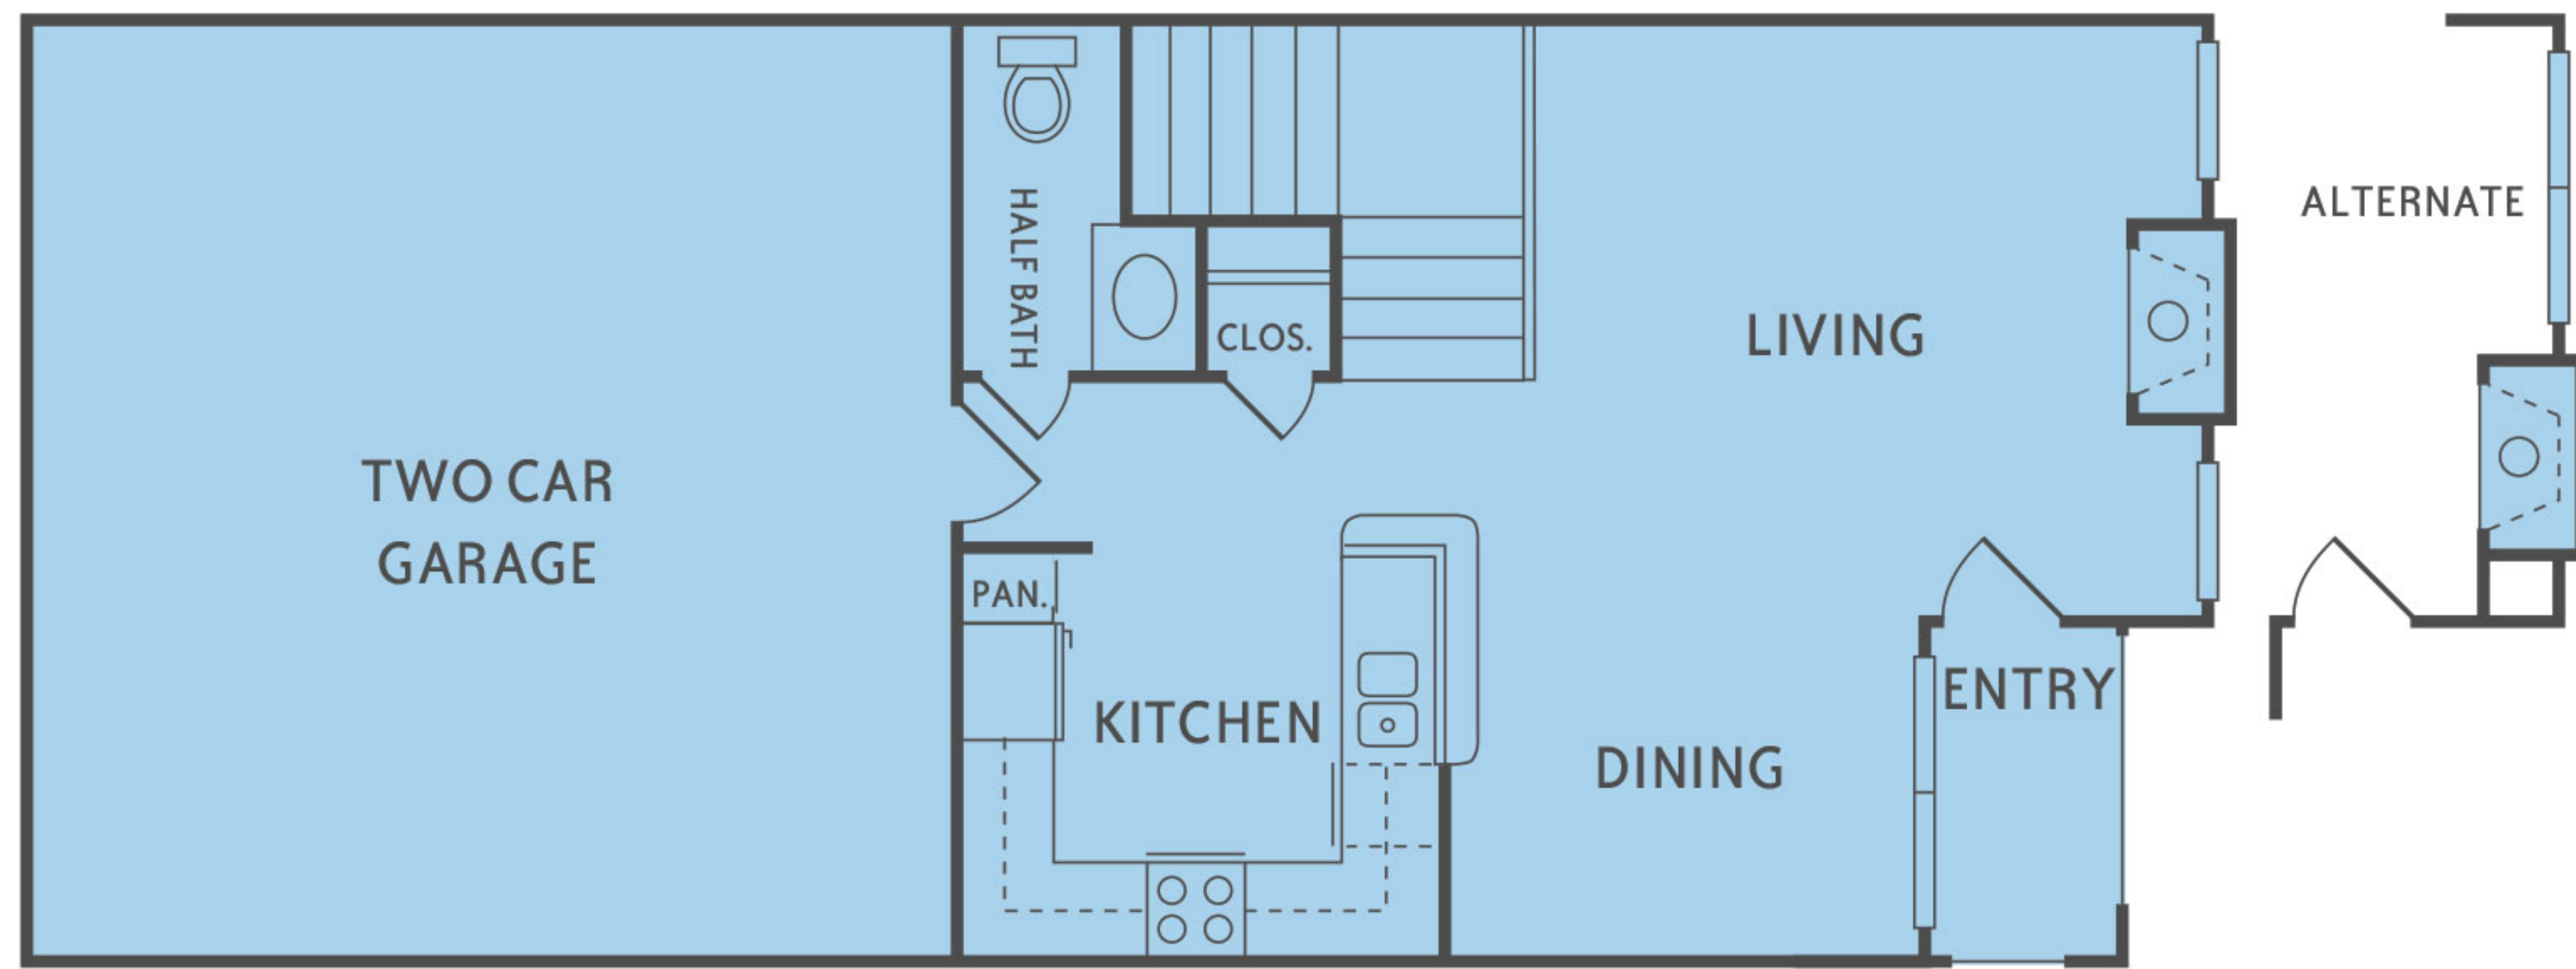 ALTERNATE
HALF BATH
CLOS.
LIVING
TWO CAR
GARAGE
PAN.
KITCHEN
ENTRY
DINING